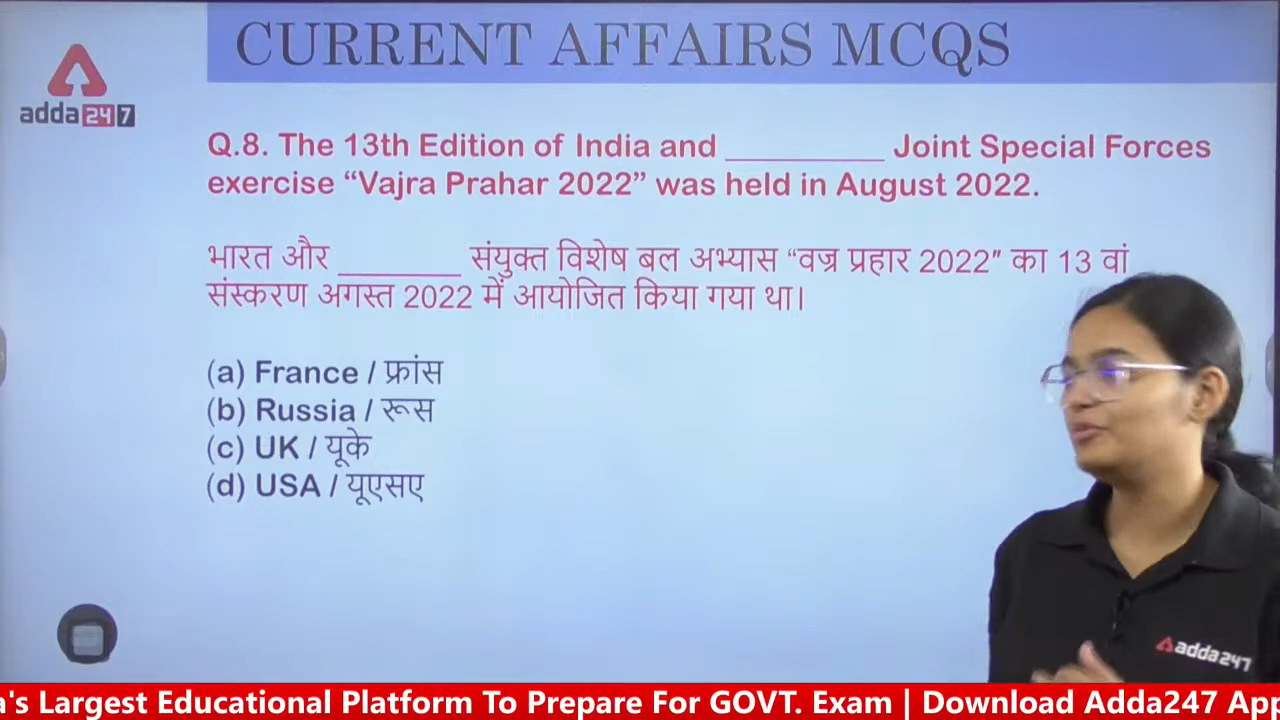 CURRENT AFFAIRS MCQS
adda247
Q.8. The 13th Edition of India and __________ Joint Special Forces
exercise “Vajra Prahar 2022” was held in August 2022.
भारत और ________ संयुक्त विशेष बल अभ्यास “वज्र प्रहार 2022” का 13 वां
संस्करण अगस्त 2022 में आयोजित किया गया था।
(a) France / फ्रांस
(b) Russia / रूस
(c) UK / यूके
(d) USA / यूएसए
adda247
a's Largest Educational Platform To Prepare For GOVT. Exam | Download Adda247 App